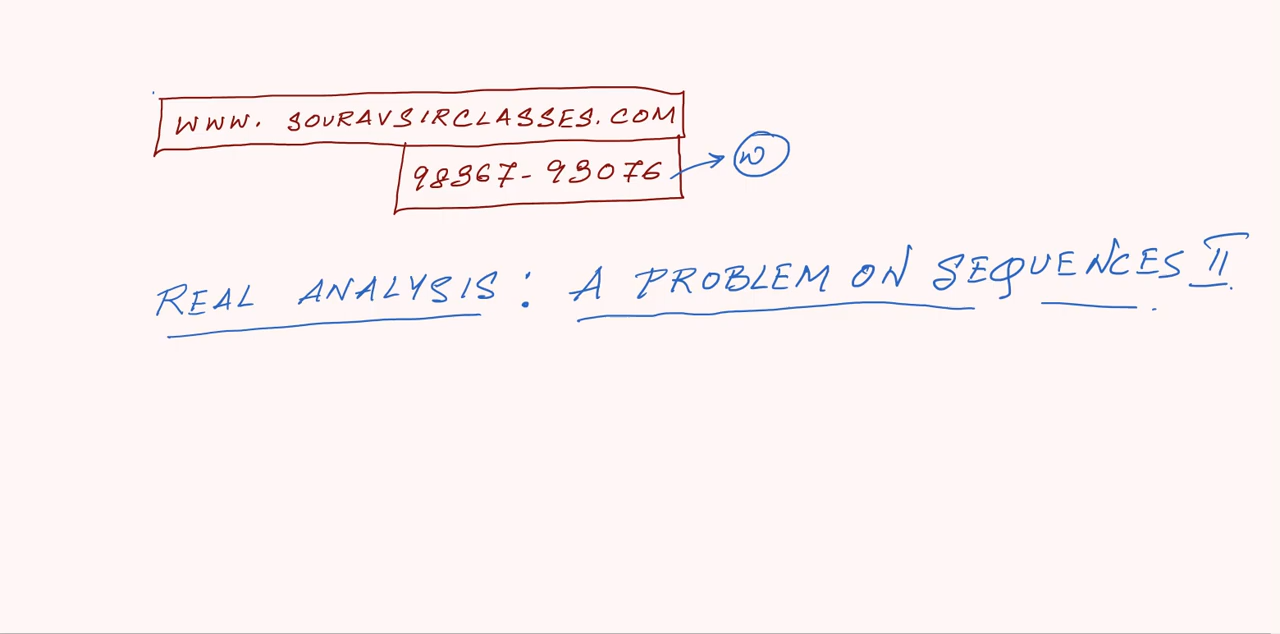 WWW. SOURAVSIRCLASSES.COM
98367-93076 → W
REAL ANALYSIS: A PROBLEM ON SEQUENCES II.